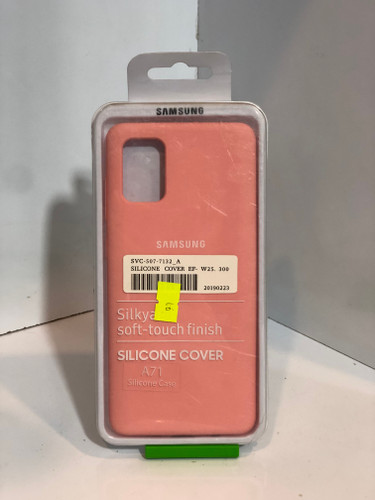 SAMSUNG
SAMSUNG
SVC-507-7132_A
SILICONE COVER EF- W25. 300
20190223
Silky
soft-touch finish
SILICONE COVER
A71
Silicone Case